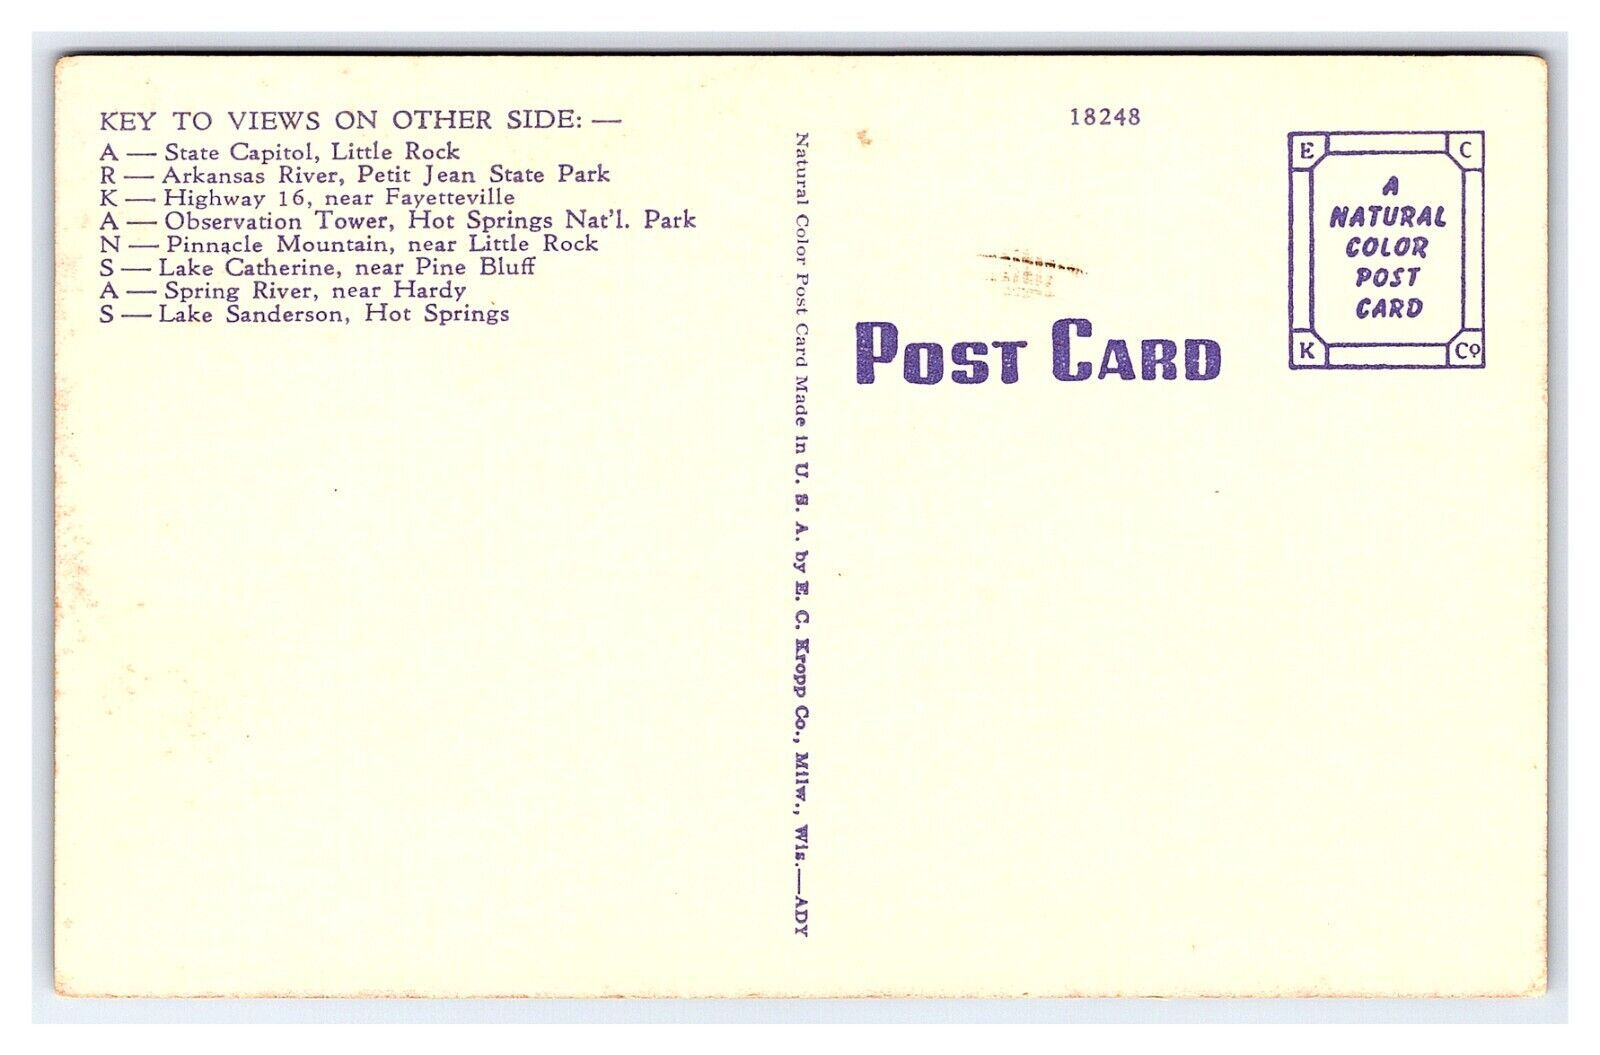 KEY TO VIEWS ON OTHER SIDE: —
A — State Capitol, Little Rock
R — Arkansas River, Petit Jean State Park
K — Highway 16, near Fayetteville
A — Observation Tower, Hot Springs Nat'l. Park
N — Pinnacle Mountain, near Little Rock
S — Lake Catherine, near Pine Bluff
A — Spring River, near Hardy
S — Lake Sanderson, Hot Springs
Natural Color Post Card Made in U. S. A. by E. C. Kropp Co., Milw., Wis.—ADY
18248
POST CARD
E C
A
NATURAL
COLOR
POST
CARD
K Co